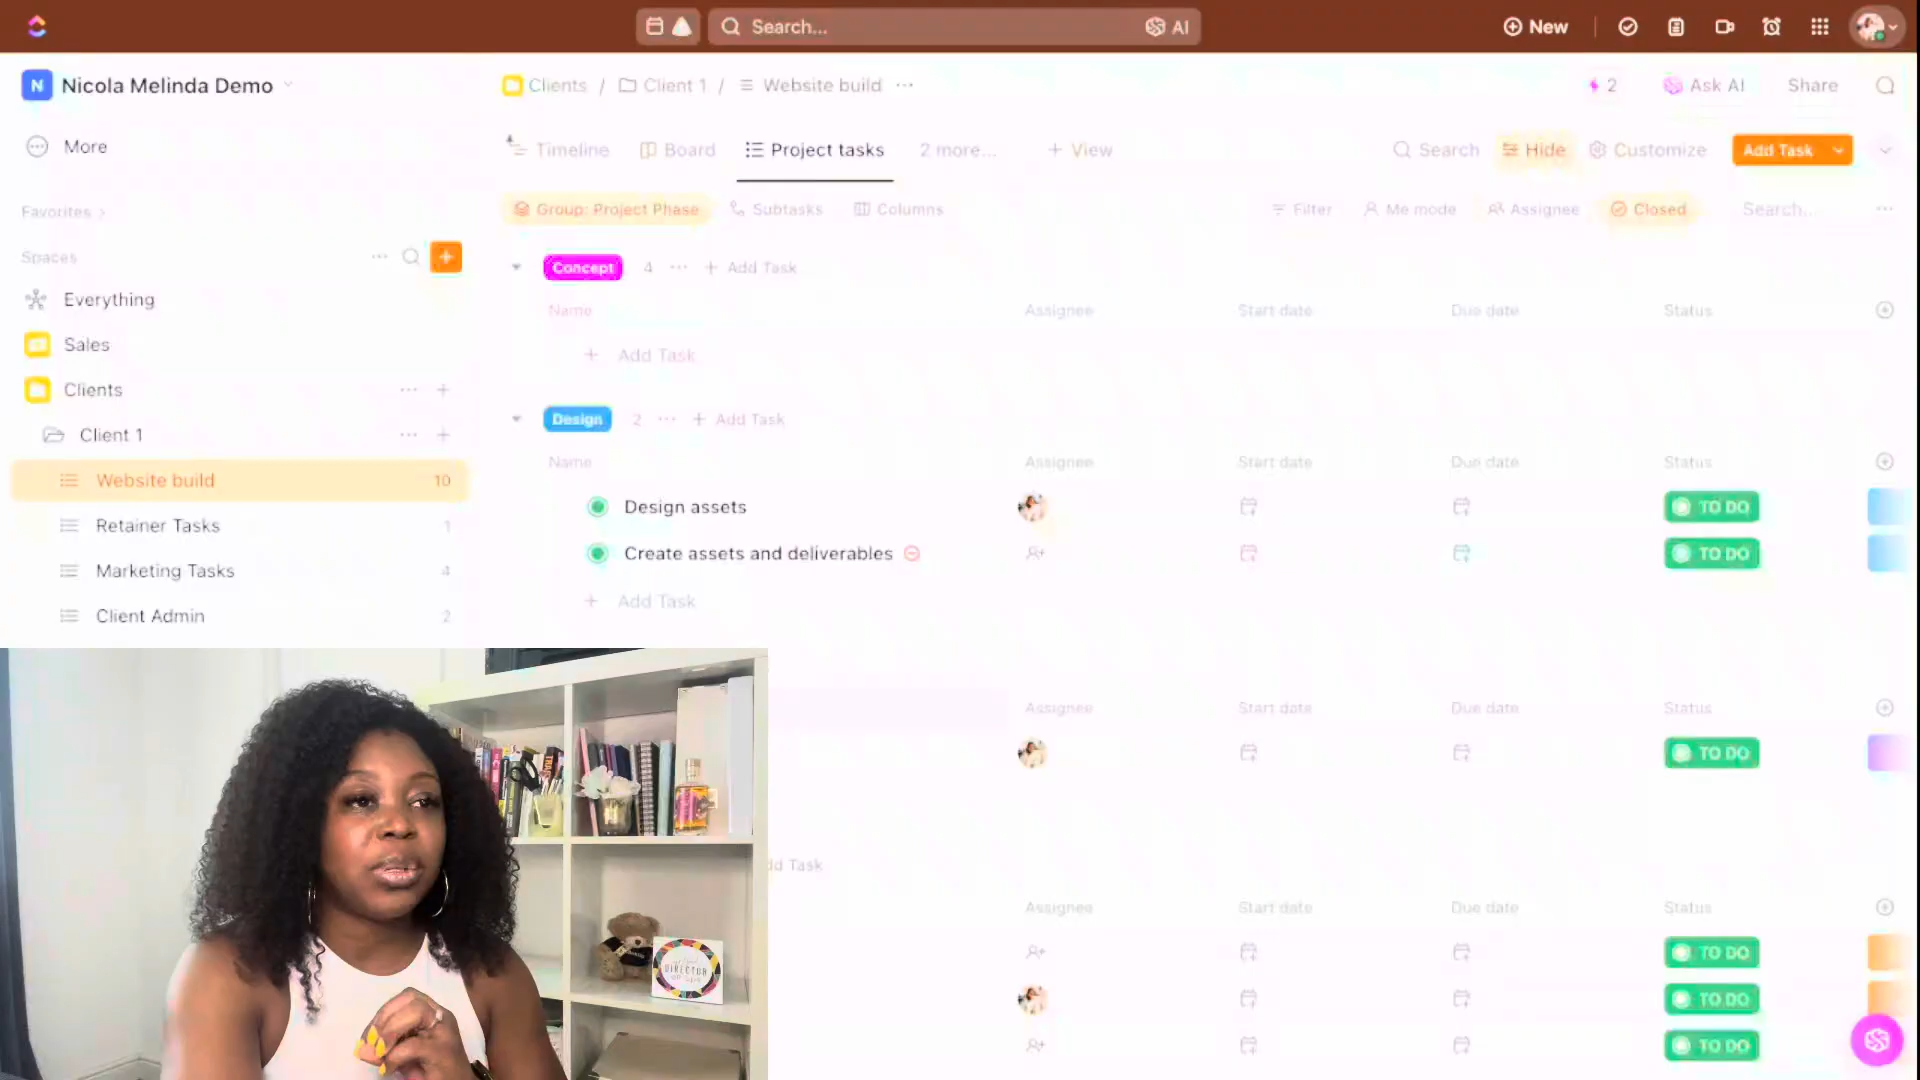 Search...
AI
New
N
Nicola Melinda Demo
Clients / Client 1 / Website build
2
Ask AI
Share
More
Timeline
Board
Project tasks
2 more...
+ View
Search
Hide
Customize
Add Task
Favorites
Group: Project Phase
Subtasks
Columns
Filter
Me mode
Assignee
Closed
Search...
Spaces
Everything
Sales
Clients
Client 1
Website build 10
Retainer Tasks 1
Marketing Tasks 4
Client Admin 2
Concept 4 ... + Add Task
Name Assignee Start date Due date Status
+ Add Task
Design 2 ... + Add Task
Name Assignee Start date Due date Status
Design assets TO DO
Create assets and deliverables TO DO
+ Add Task
Assignee Start date Due date Status
TO DO
dd Task
Assignee Start date Due date Status
TO DO
TO DO
TO DO
DIRECTOR